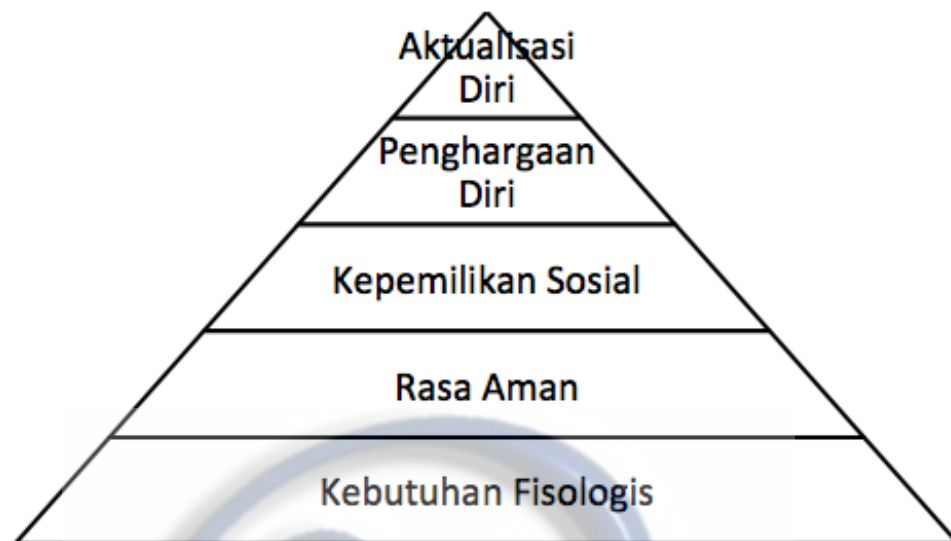 Aktualisasi
Diri
Penghargaan
Diri
Kepemilikan Sosial
Rasa Aman
Kebutuhan Fisologis